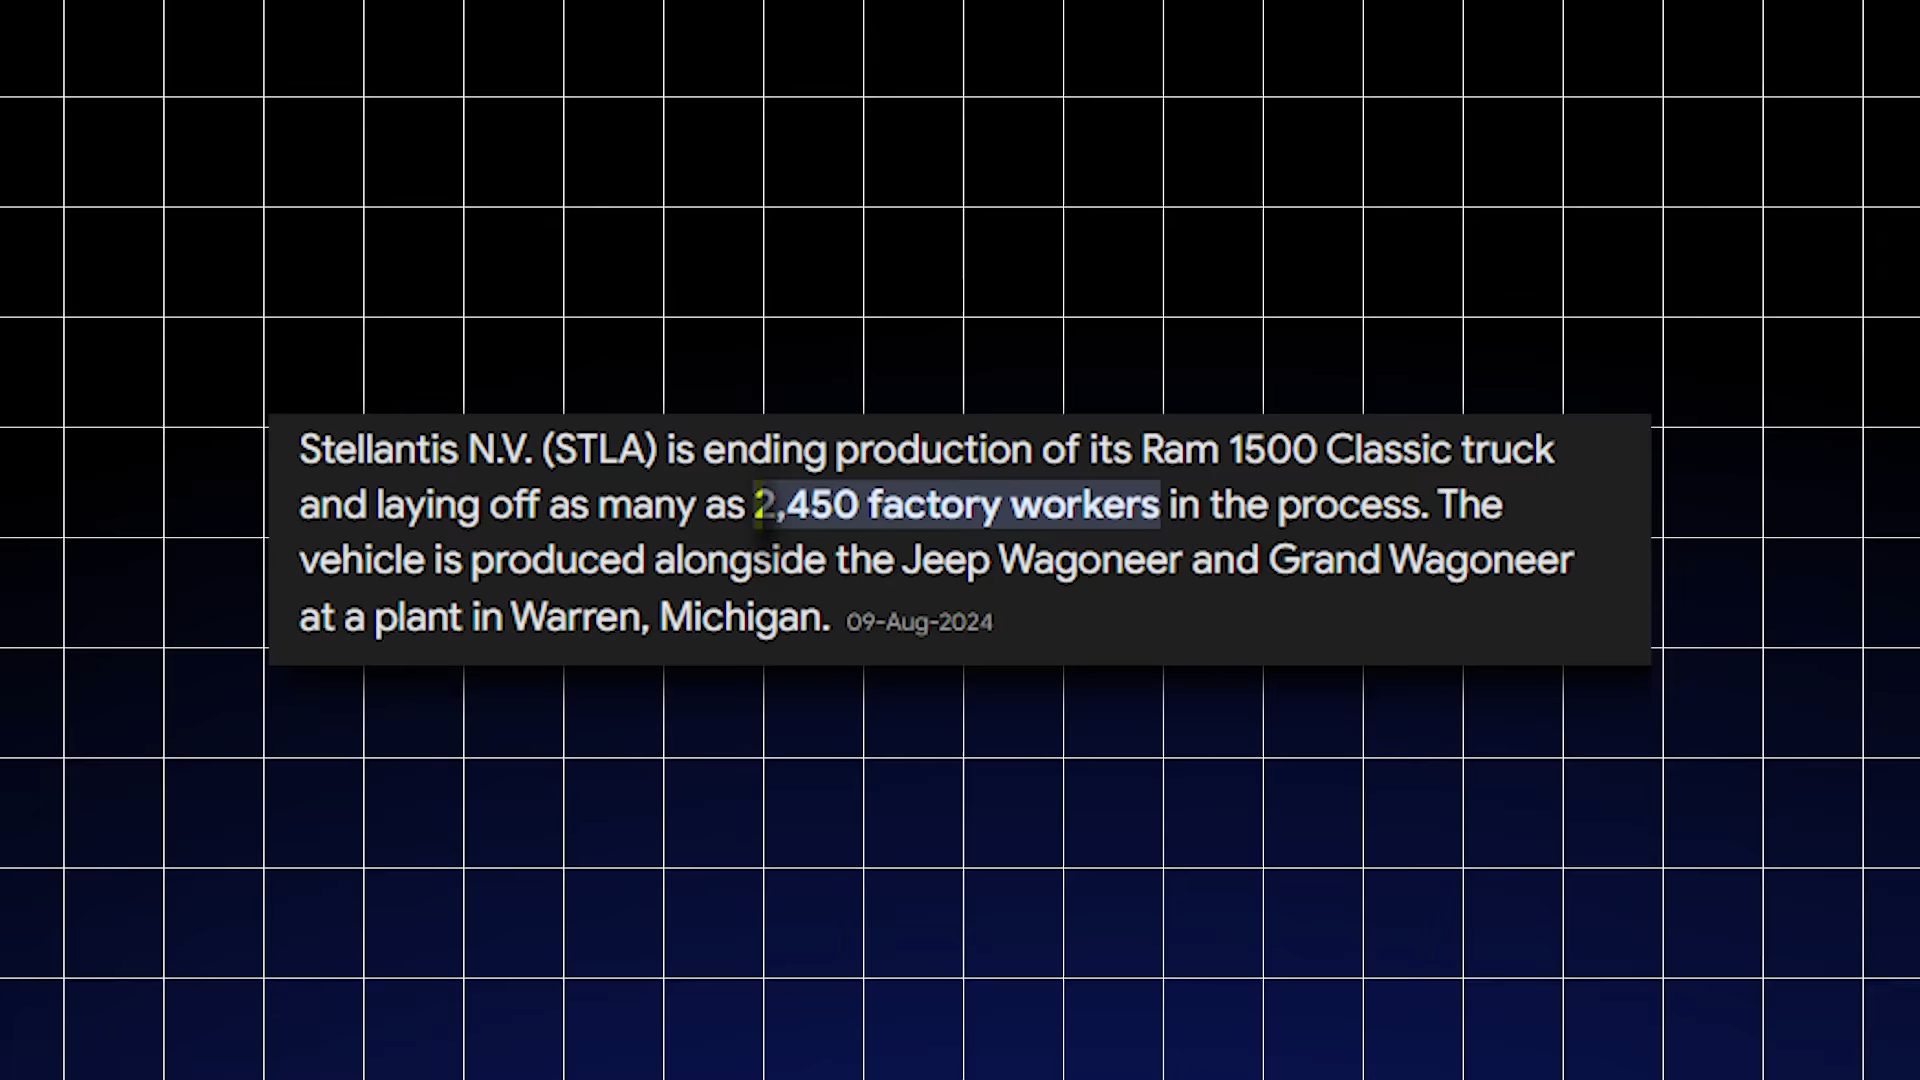 Stellantis N.V. (STLA) is ending production of its Ram 1500 Classic truck
and laying off as many as 2,450 factory workers in the process. The
vehicle is produced alongside the Jeep Wagoneer and Grand Wagoneer
at a plant in Warren, Michigan. 09-Aug-2024